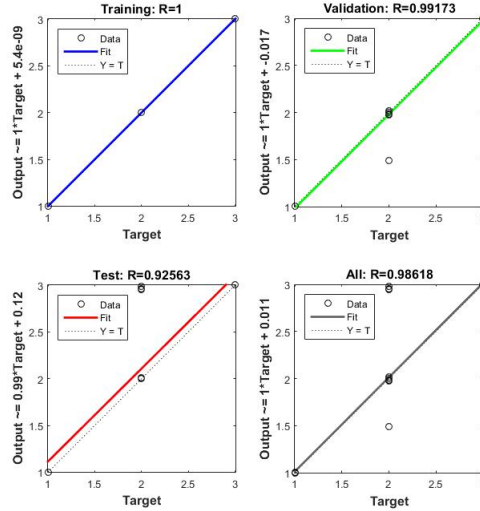 Training: R=1
Output ~= 1*Target + 5.4e-09
3
2.5
2
1.5
1
Data
Fit
Y = T
1 1.5 2 2.5 3
Target
Validation: R=0.99173
Output ~= 1*Target + -0.017
3
2.5
2
1.5
1
Data
Fit
Y = T
1 1.5 2 2.5
Target
Test: R=0.92563
Output ~= 0.99*Target + 0.12
3
2.5
2
1.5
1
Data
Fit
Y = T
1 1.5 2 2.5 3
Target
All: R=0.98618
Output ~= 1*Target + 0.011
3
2.5
2
1.5
1
Data
Fit
Y = T
1 1.5 2 2.5
Target